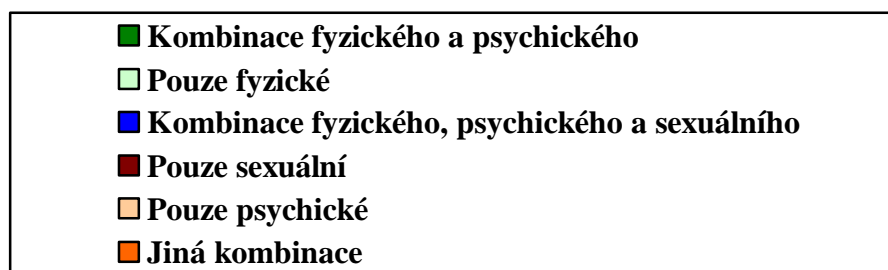 Kombinace fyzického a psychického
Pouze fyzické
Kombinace fyzického, psychického a sexuálního
Pouze sexuální
Pouze psychické
Jiná kombinace